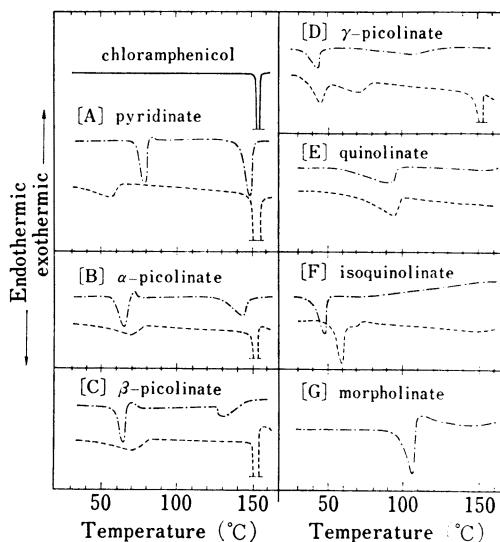 chloramphenicol
[A] pyridinate
[B] α-picolinate
[C] β-picolinate
[D] γ-picolinate
[E] quinolinate
[F] isoquinolinate
[G] morpholinate
Endothermic
exothermic
50 100 150
50 100 150
Temperature (℃)
Temperature (℃)